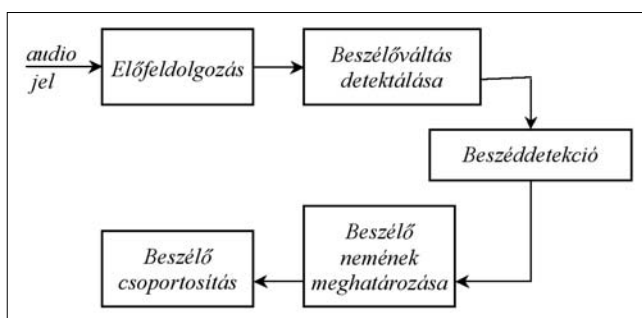 audio
jel
Előfeldolgozás
Beszélőváltás
detektálása
Beszéddetekció
Beszélő
nemének
meghatározása
Beszélő
csoportosítás